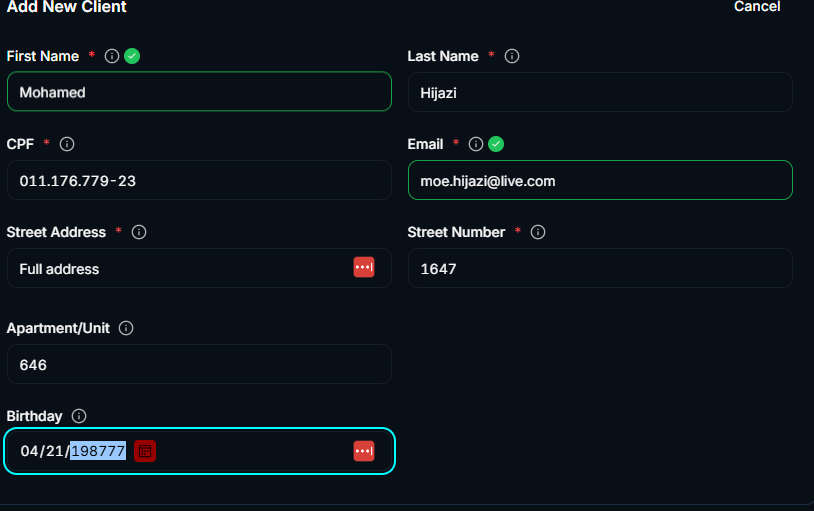 Add New Client Cancel
First Name * Last Name *
Mohamed Hijazi
CPF * Email *
011.176.779-23 moe.hijazi@live.com
Street Address * Street Number *
Full address 1647
Apartment/Unit
646
Birthday
04/21/198777